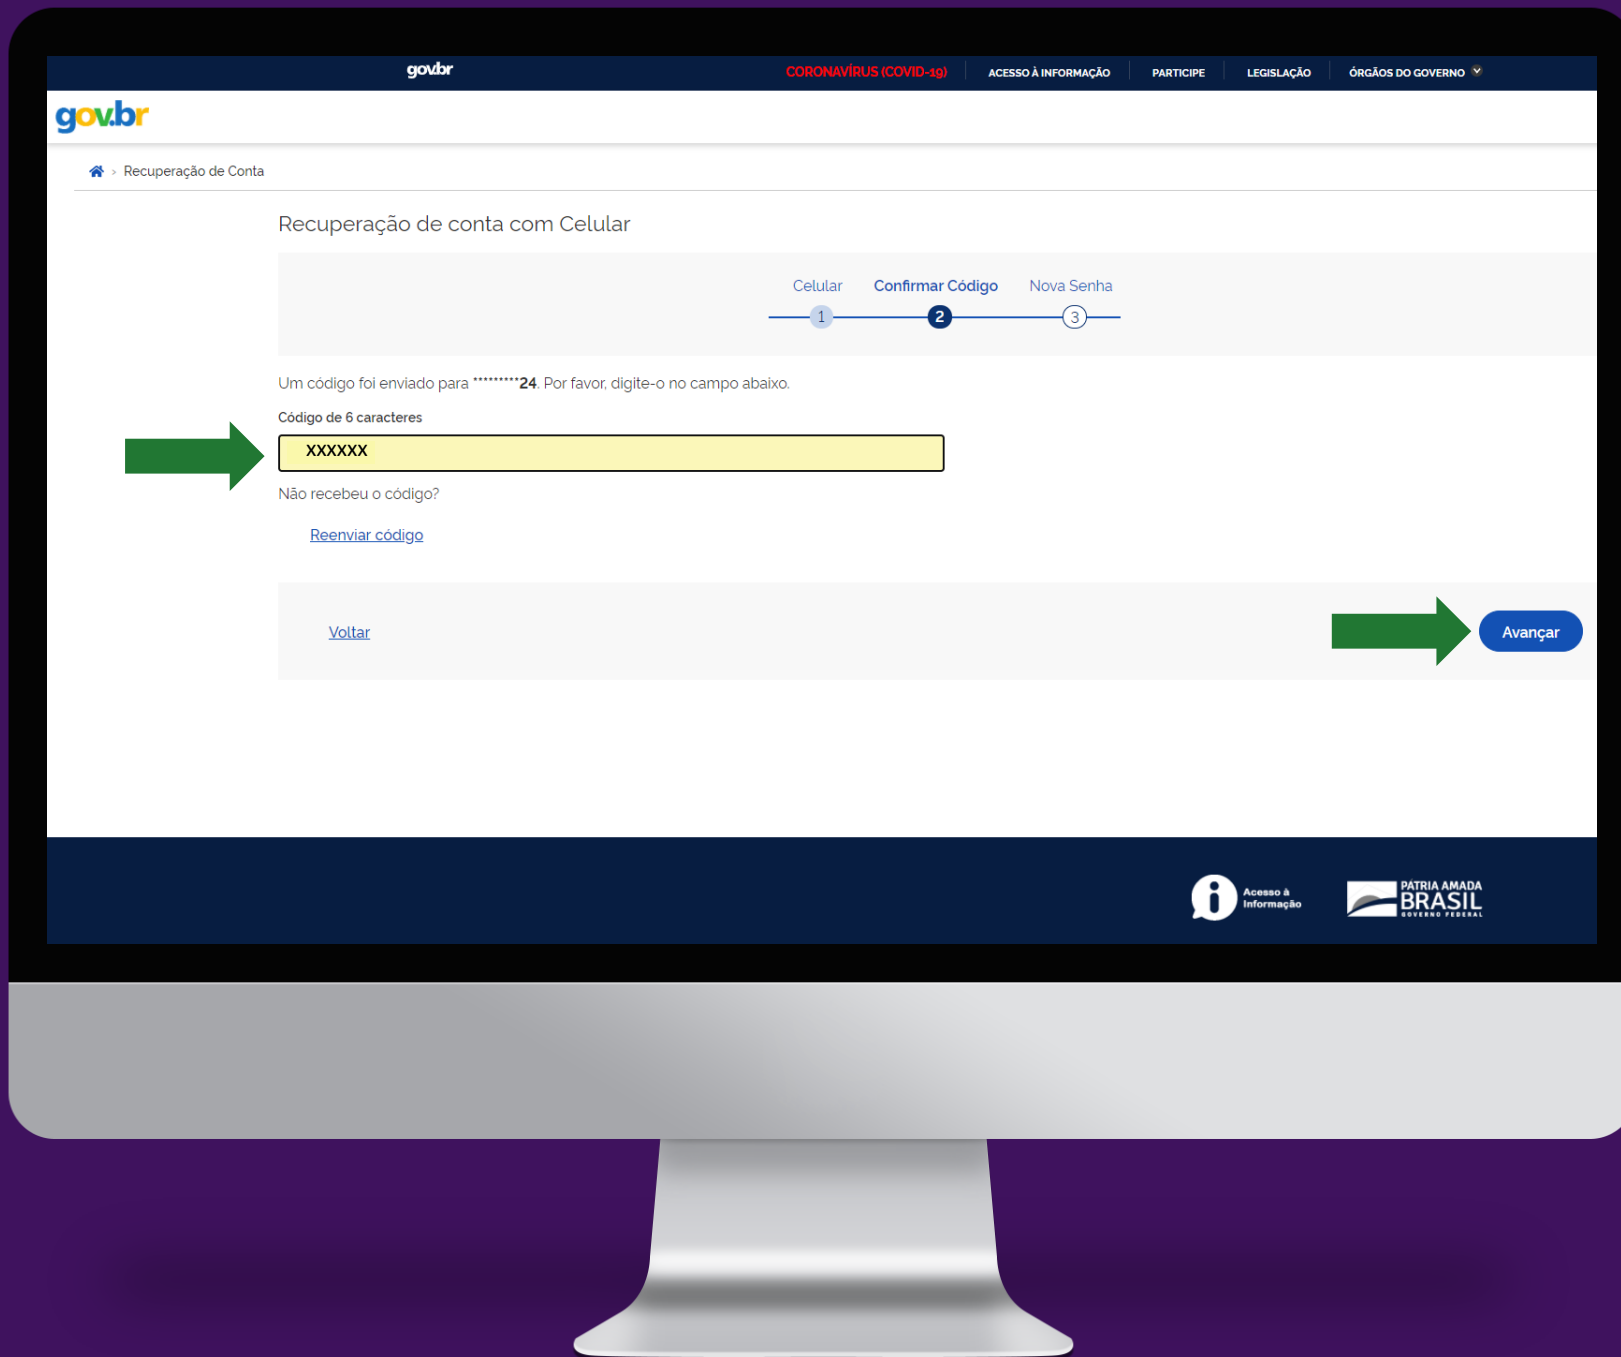 gov.br CORONAVÍRUS (COVID-19) ACESSO À INFORMAÇÃO PARTICIPE LEGISLAÇÃO ÓRGÃOS DO GOVERNO
gov.br
Recuperação de Conta
Recuperação de conta com Celular
Celular Confirmar Código Nova Senha
1 2 3
Um código foi enviado para *********24. Por favor, digite-o no campo abaixo.
Código de 6 caracteres
XXXXXX
Não recebeu o código?
Reenviar código
Voltar Avançar
Acesso à
Informação
PÁTRIA AMADA
BRASIL
GOVERNO FEDERAL